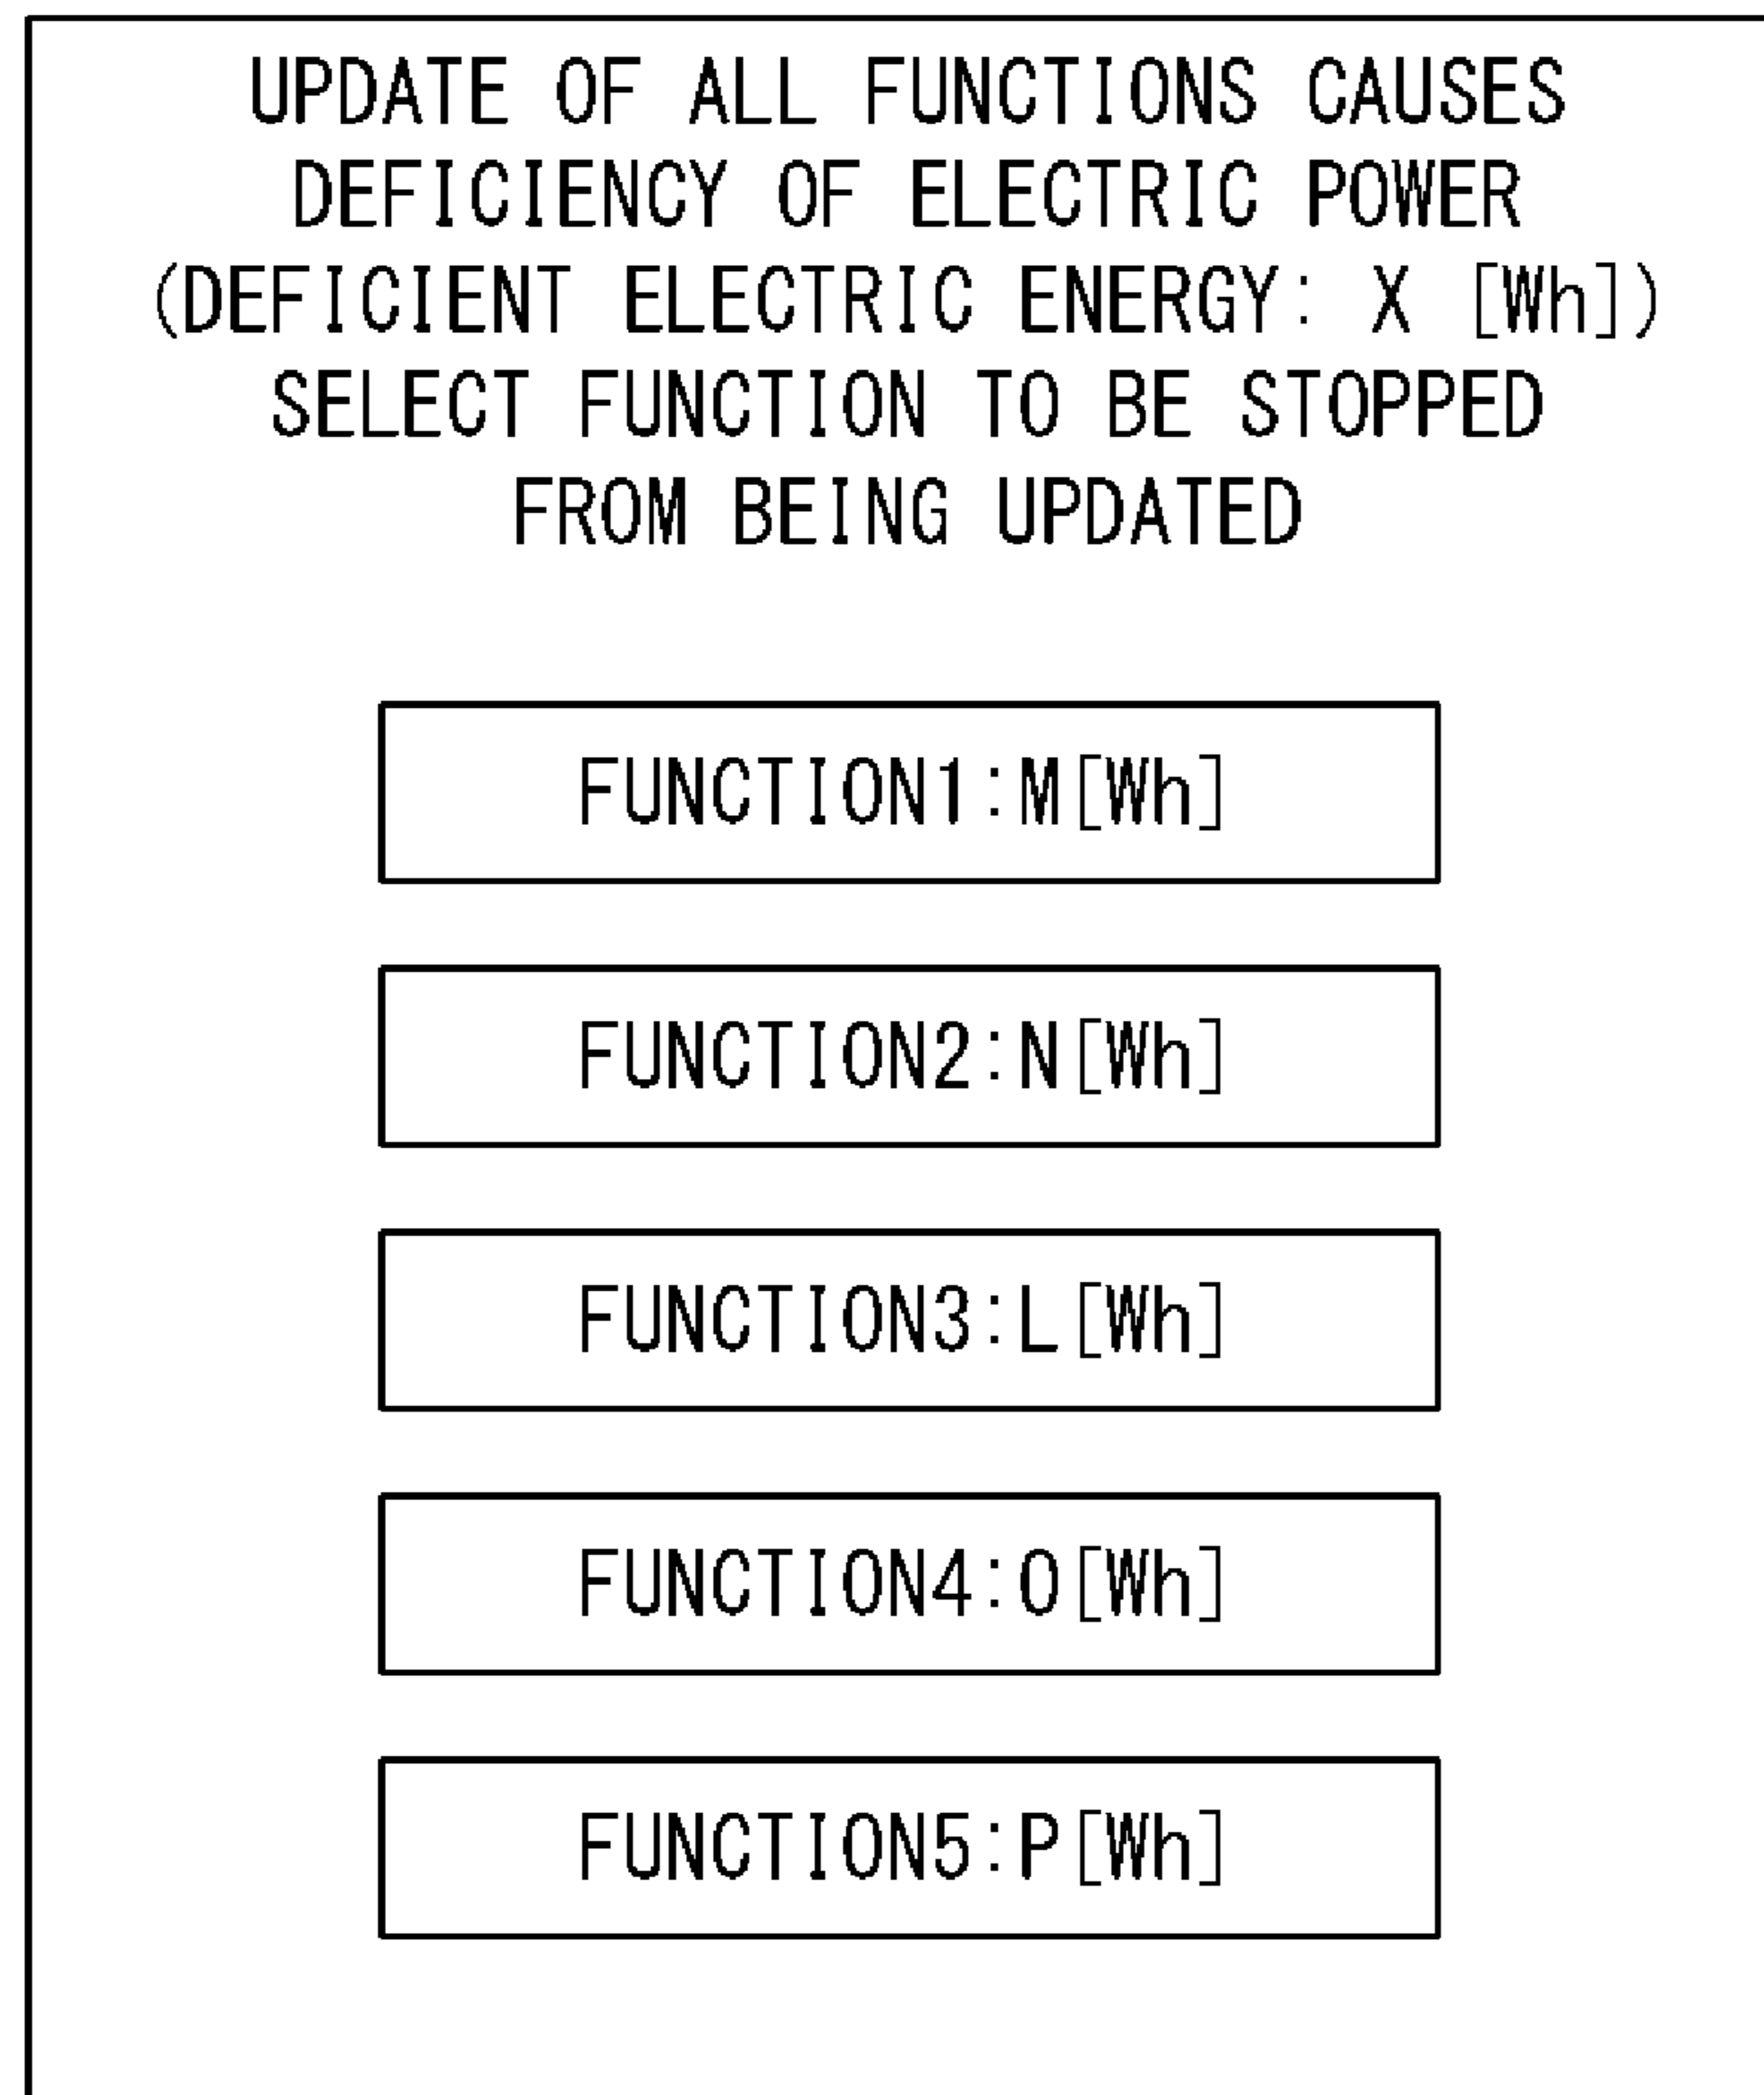 UPDATE OF ALL FUNCTIONS CAUSES
DEFICIENCY OF ELECTRIC POWER
(DEFICIENT ELECTRIC ENERGY: X [Wh])
SELECT FUNCTION TO BE STOPPED
FROM BEING UPDATED
FUNCTION1:M[Wh]
FUNCTION2:N[Wh]
FUNCTION3:L[Wh]
FUNCTION4:O[Wh]
FUNCTION5:P[Wh]